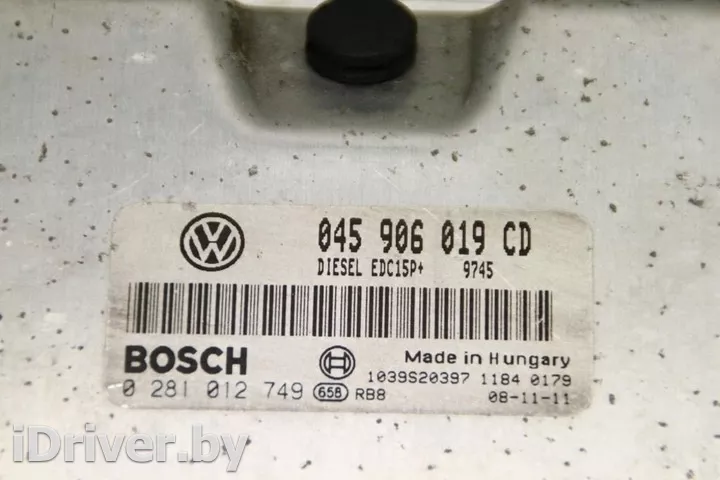 045 906 019 CD
DIESEL EDC15P+ 9745
BOSCH
Made in Hungary
0 281 012 749 658 RB8
1039S20397 1184 0179
08-11-11
iDriver.by